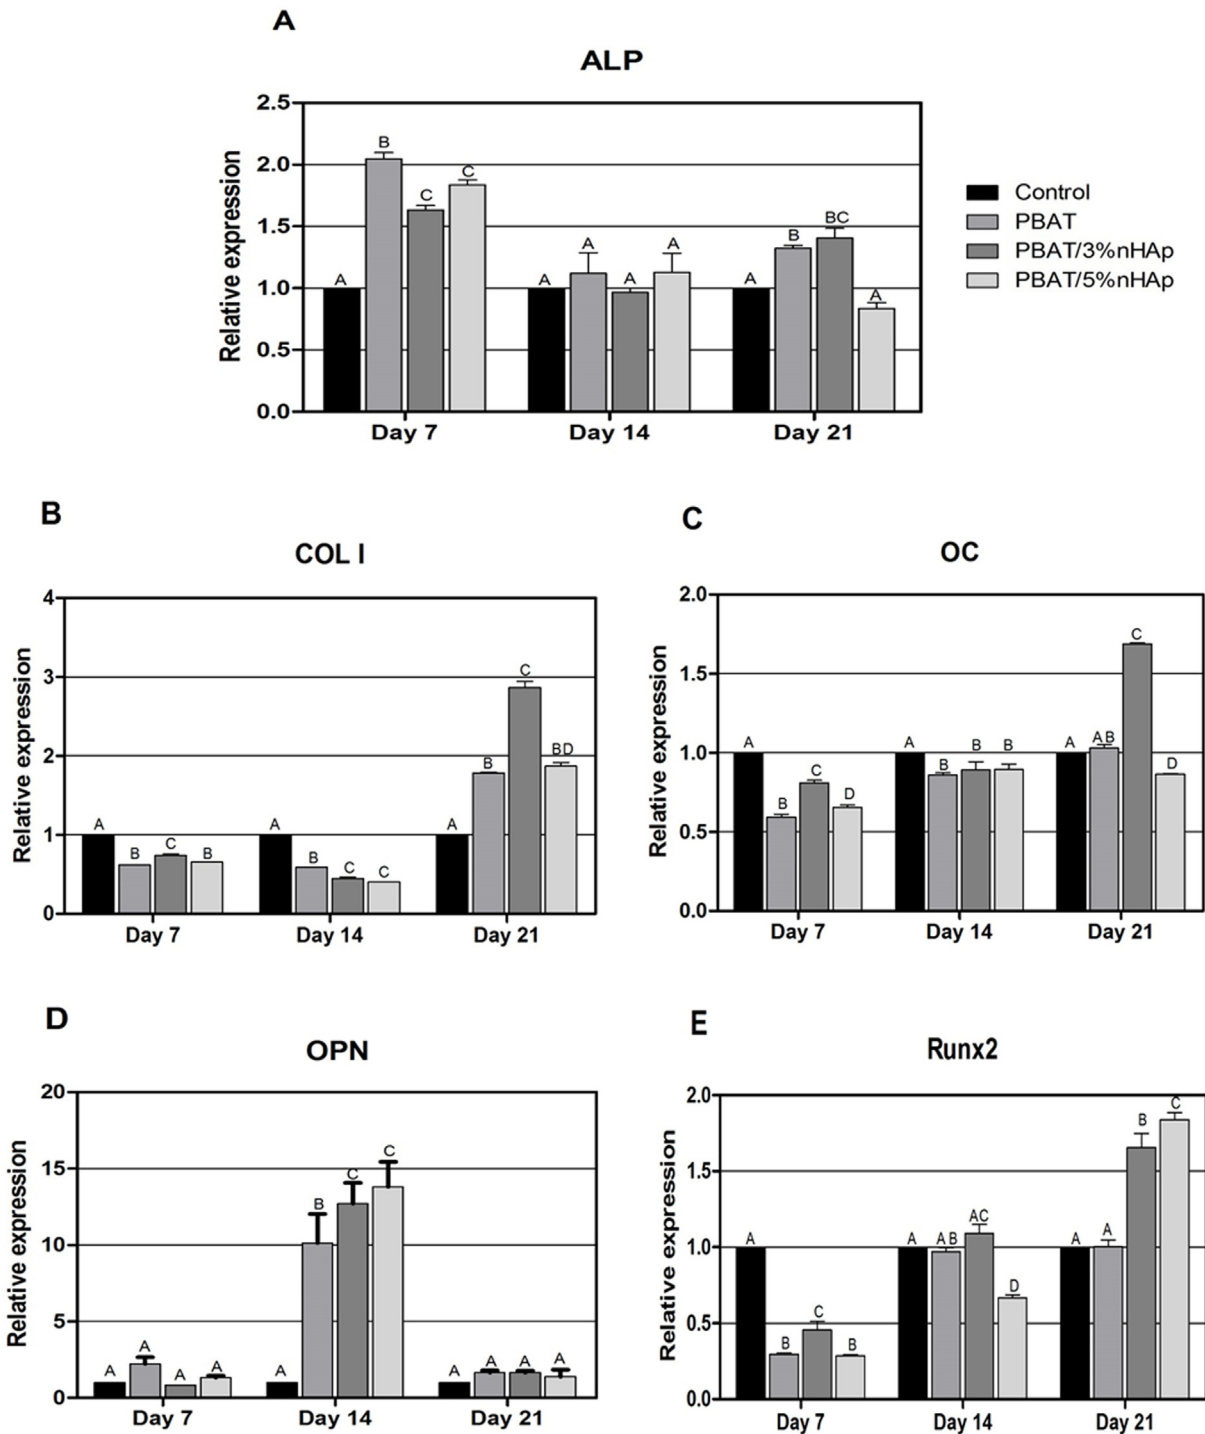 A
ALP
Relative expression
2.5
2.0
1.5
1.0
0.5
0.0
A B C C
A A A A
A B BC A
Day 7 Day 14 Day 21
Control
PBAT
PBAT/3%nHAp
PBAT/5%nHAp
B
COL I
Relative expression
4
3
2
1
0
A B C B
A B C C
A B C BD
Day 7 Day 14 Day 21
C
OC
Relative expression
2.0
1.5
1.0
0.5
0.0
A B C D
A B B B
A AB C D
Day 7 Day 14 Day 21
D
OPN
Relative expression
20
15
10
5
0
A A A A
A B C C
A A A A
Day 7 Day 14 Day 21
E
Runx2
Relative expression
2.0
1.5
1.0
0.5
0.0
A B C B
A AB AC D
A A B C
Day 7 Day 14 Day 21